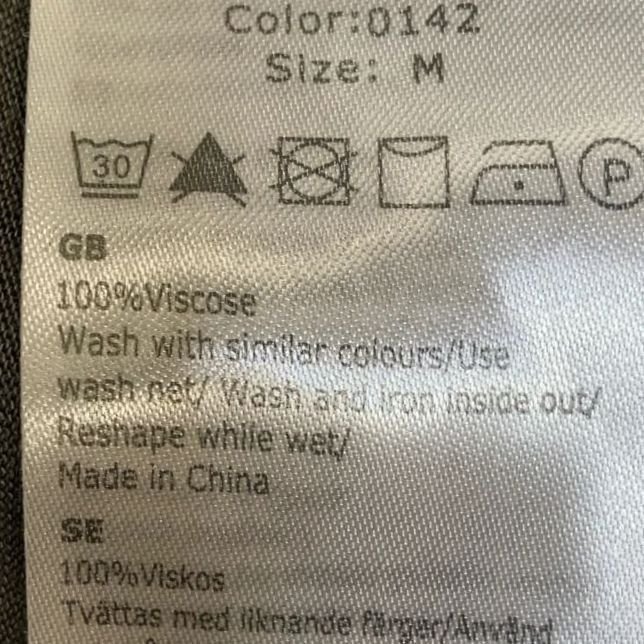 Color:0142
Size: M
30
P
GB
100%Viscose
Wash with similar colours/Use
wash net/ Wash and iron inside out/
Reshape while wet/
Made in China
SE
100%Viskos
Tvättas med liknande färger/Använd